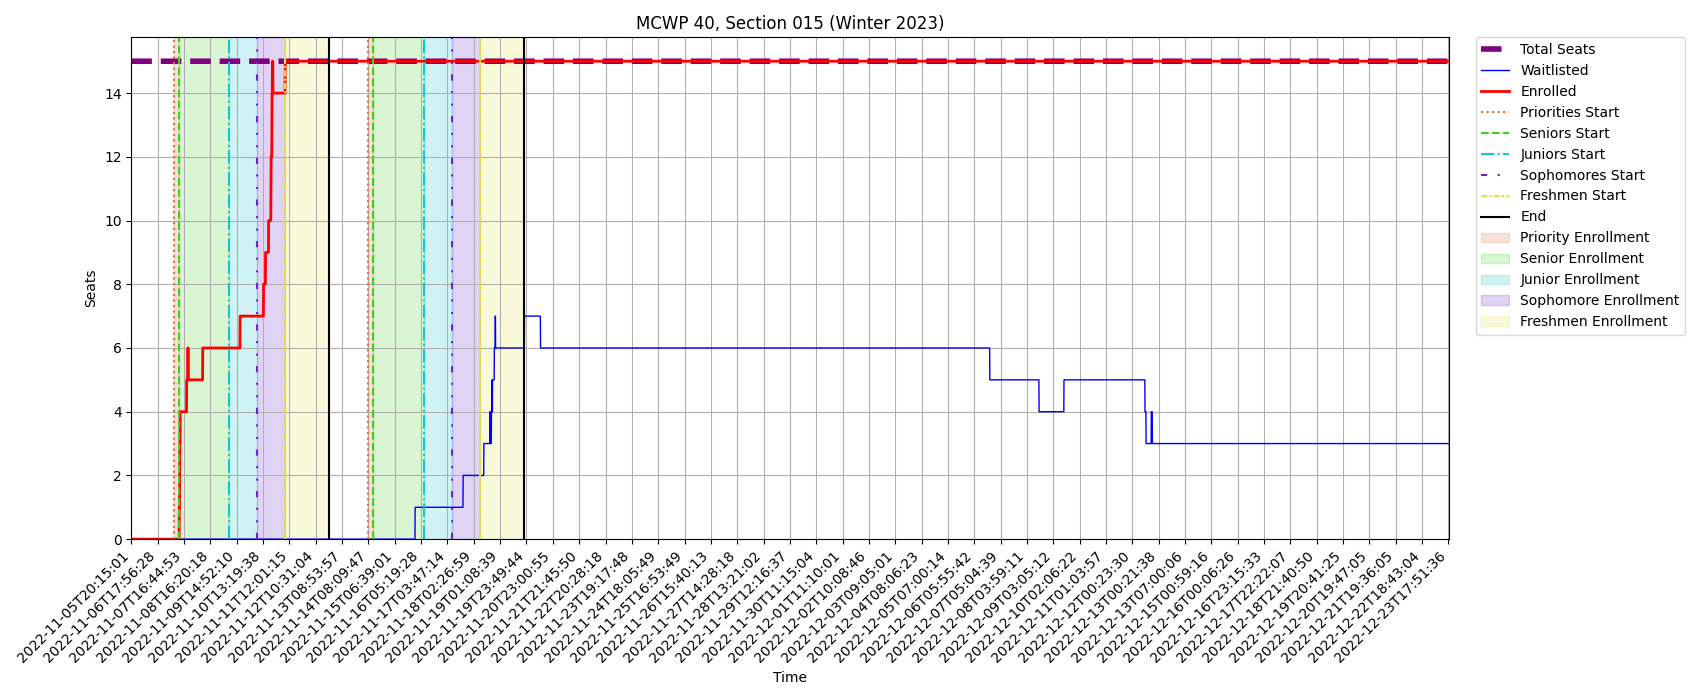 MCWP 40, Section 015 (Winter 2023)
Seats
14
12
10
8
6
4
2
0
2022-11-05T20:15:01
2022-11-06T17:56:28
2022-11-07T16:44:53
2022-11-08T16:20:18
2022-11-09T14:52:10
2022-11-10T13:19:38
2022-11-11T12:01:15
2022-11-12T10:31:04
2022-11-13T08:53:57
2022-11-14T08:09:47
2022-11-15T06:39:01
2022-11-16T05:19:28
2022-11-17T03:47:14
2022-11-18T02:26:59
2022-11-19T01:08:39
2022-11-19T23:49:44
2022-11-20T23:00:55
2022-11-21T21:45:50
2022-11-22T20:28:18
2022-11-23T19:17:48
2022-11-24T18:05:49
2022-11-25T16:53:49
2022-11-26T15:40:13
2022-11-27T14:28:18
2022-11-28T13:21:02
2022-11-29T12:16:37
2022-11-30T11:15:04
2022-12-01T11:10:01
2022-12-02T10:08:46
2022-12-03T09:05:01
2022-12-04T08:06:23
2022-12-05T07:00:14
2022-12-06T05:55:42
2022-12-07T05:04:39
2022-12-08T03:59:11
2022-12-09T03:05:12
2022-12-10T02:06:22
2022-12-11T01:03:57
2022-12-12T00:23:30
2022-12-13T00:21:38
2022-12-13T17:00:06
2022-12-15T00:59:16
2022-12-16T00:06:26
2022-12-16T23:15:33
2022-12-17T22:22:07
2022-12-18T21:40:50
2022-12-19T20:41:25
2022-12-20T19:47:05
2022-12-21T19:36:05
2022-12-22T18:43:04
2022-12-23T17:51:36
Time
Total Seats
Waitlisted
Enrolled
Priorities Start
Seniors Start
Juniors Start
Sophomores Start
Freshmen Start
End
Priority Enrollment
Senior Enrollment
Junior Enrollment
Sophomore Enrollment
Freshmen Enrollment